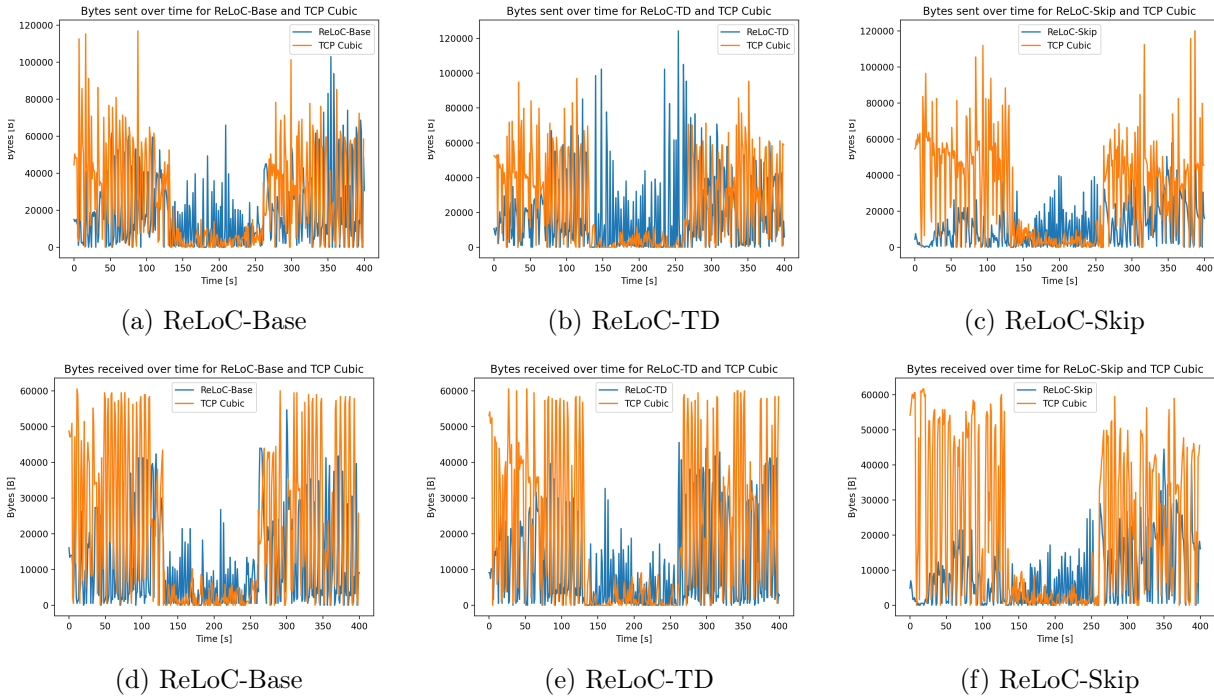 Bytes sent over time for ReLoC-Base and TCP Cubic
Bytes [B]
120000
100000
80000
60000
40000
20000
0
ReLoC-Base
TCP Cubic
0 50 100 150 200 250 300 350 400
Time [s]
(a) ReLoC-Base
Bytes sent over time for ReLoC-TD and TCP Cubic
Bytes [B]
120000
100000
80000
60000
40000
20000
0
ReLoC-TD
TCP Cubic
0 50 100 150 200 250 300 350 400
Time [s]
(b) ReLoC-TD
Bytes sent over time for ReLoC-Skip and TCP Cubic
Bytes [B]
120000
100000
80000
60000
40000
20000
0
ReLoC-Skip
TCP Cubic
0 50 100 150 200 250 300 350 400
Time [s]
(c) ReLoC-Skip
Bytes received over time for ReLoC-Base and TCP Cubic
Bytes [B]
60000
50000
40000
30000
20000
10000
0
ReLoC-Base
TCP Cubic
0 50 100 150 200 250 300 350 400
Time [s]
(d) ReLoC-Base
Bytes received over time for ReLoC-TD and TCP Cubic
Bytes [B]
60000
50000
40000
30000
20000
10000
0
ReLoC-TD
TCP Cubic
0 50 100 150 200 250 300 350 400
Time [s]
(e) ReLoC-TD
Bytes received over time for ReLoC-Skip and TCP Cubic
Bytes [B]
60000
50000
40000
30000
20000
10000
0
ReLoC-Skip
TCP Cubic
0 50 100 150 200 250 300 350 400
Time [s]
(f) ReLoC-Skip